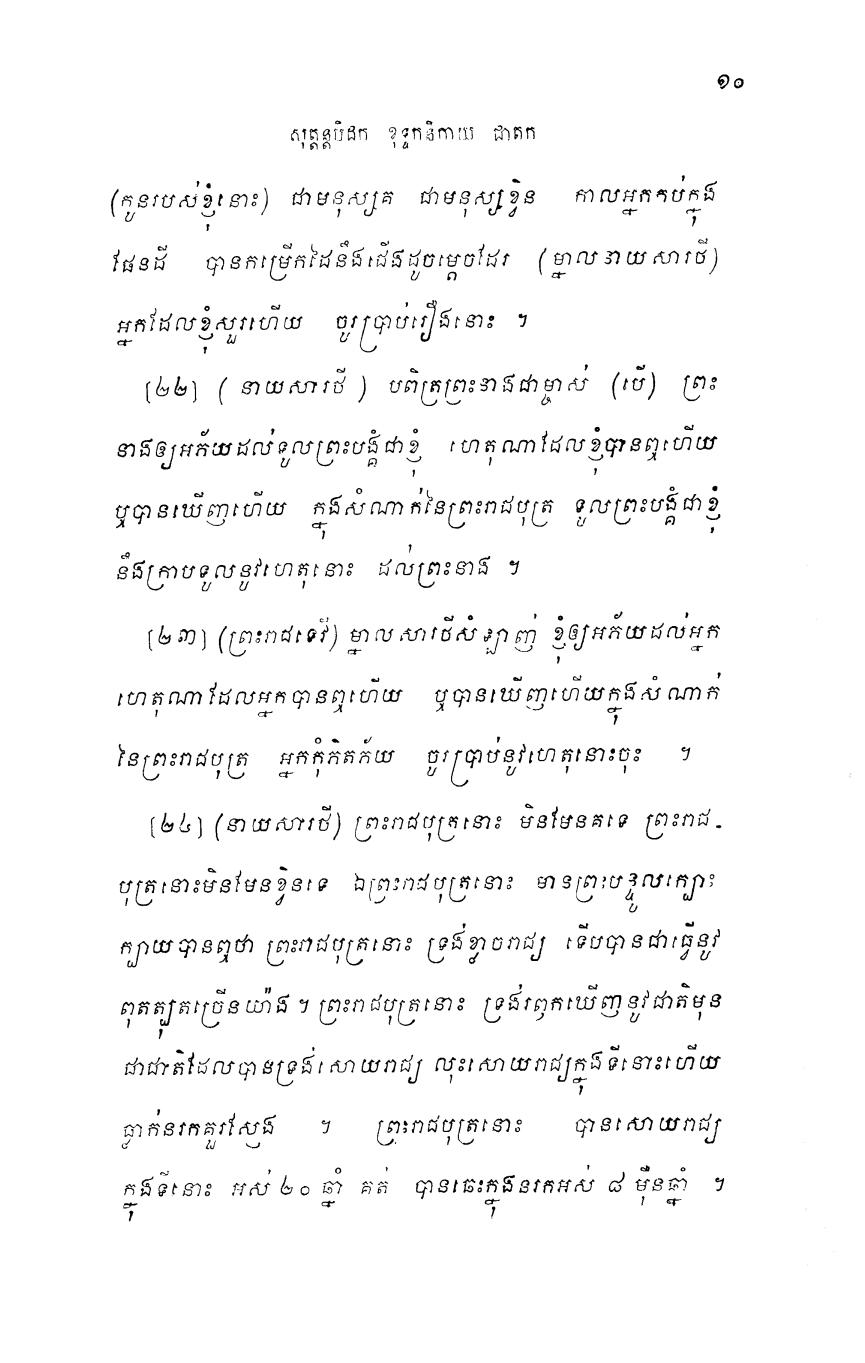 ១០
សុត្តន្តបិដក ខុទ្ទកនិកាយ ជាតក
(កូនរបស់ខ្ញុំនោះ) ជាមនុស្សគ ជាមនុស្សខ្វិន កាលអ្នកកប់ក្នុង
ផែនដី បានកម្រើកដៃនឹងជើងដូចម្តេចដែរ (ម្នាលនាយសារថី)
អ្នកដែលខ្ញុំសួរហើយ ចូរប្រាប់រឿងនោះ ។
[២២] (នាយសារថី) បពិត្រព្រះនាងជាម្ចាស់ (បើ) ព្រះ
នាងឲ្យអភ័យដល់ទូលព្រះបង្គំជាខ្ញុំ ហេតុណាដែលខ្ញុំបានឮហើយ
ឬបានឃើញហើយ ក្នុងសំណាក់នៃព្រះរាជបុត្រ ទូលព្រះបង្គំជាខ្ញុំ
នឹងក្រាបទូលនូវហេតុនោះ ដល់ព្រះនាង ។
[២៣] (ព្រះរាជទេវី) ម្នាលសារថីសំឡាញ់ ខ្ញុំឲ្យអភ័យដល់អ្នក
ហេតុណាដែលអ្នកបានឮហើយ ឬបានឃើញហើយក្នុងសំណាក់
នៃព្រះរាជបុត្រ អ្នកកុំភិតភ័យ ចូរប្រាប់នូវហេតុនោះចុះ ។
[២៤] (នាយសារថី) ព្រះរាជបុត្រនោះ មិនមែនគទេ ព្រះរាជ-
បុត្រនោះមិនមែនខ្វិនទេ ឯព្រះរាជបុត្រនោះ មានព្រះបន្ទូលក្បោះ
ក្បាយបានឮថា ព្រះរាជបុត្រនោះ ទ្រង់ខ្លាចរាជ្យ ទើបបានជាធ្វើនូវ
ពុតត្បុតច្រើនយ៉ាង ។ ព្រះរាជបុត្រនោះ ទ្រង់រឭកឃើញនូវជាតិមុន
ជាជាតិដែលបានទ្រង់សោយរាជ្យ លុះសោយរាជ្យក្នុងទីនោះហើយ
ធ្លាក់នរកគួរស្ញែង ។ ព្រះរាជបុត្រនោះ បានសោយរាជ្យ
ក្នុងទីនោះ អស់ ២០ ឆ្នាំ គត់ បានឆេះក្នុងនរកអស់ ៨ ម៉ឺនឆ្នាំ ។